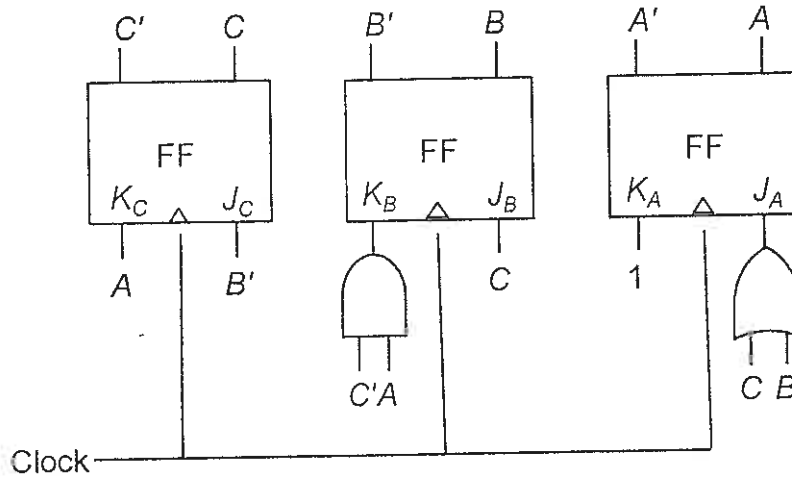 C' C B' B A' A
FF FF FF
K_C J_C K_B J_B K_A J_A
A B' C 1
C'A C B
Clock